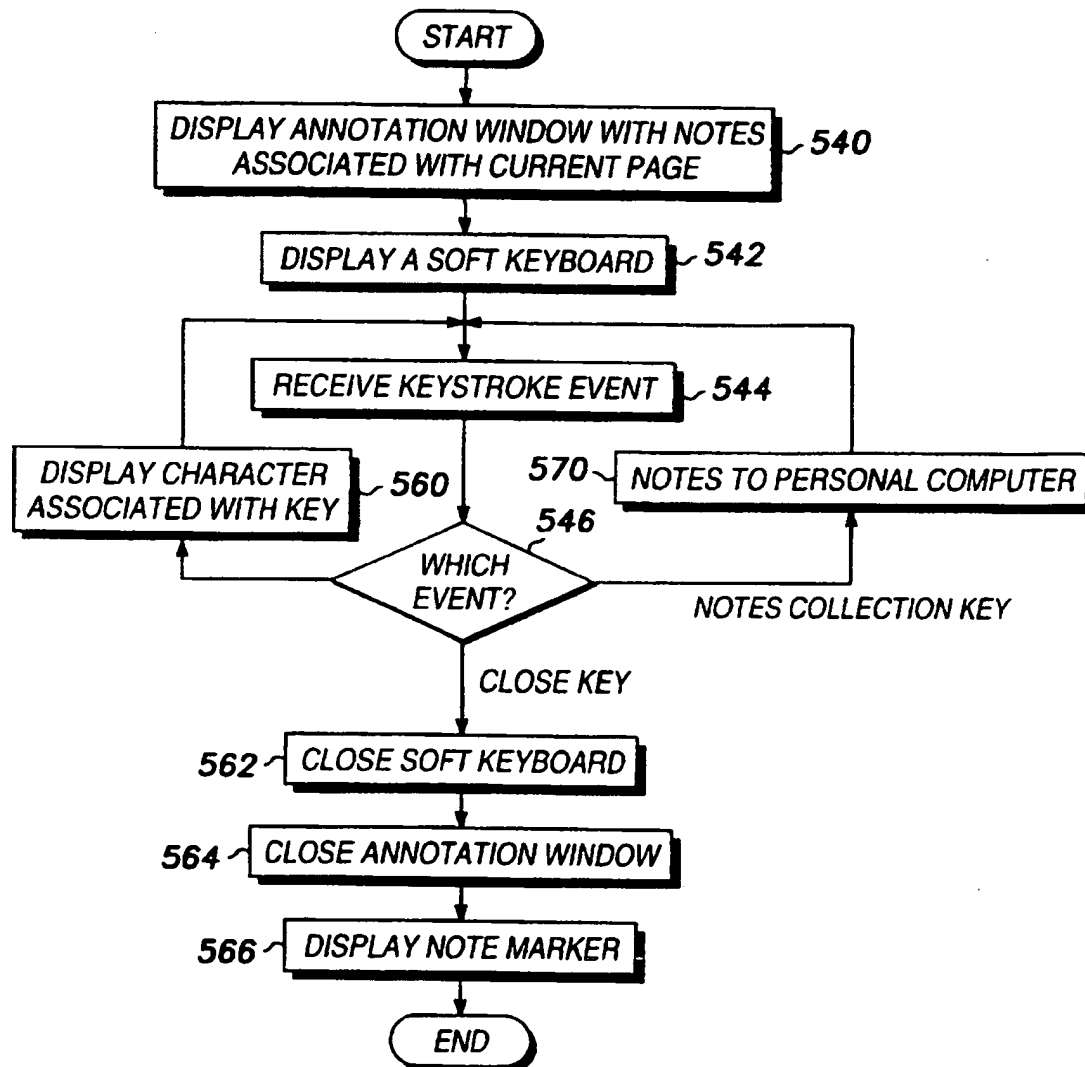 START
DISPLAY ANNOTATION WINDOW WITH NOTES
ASSOCIATED WITH CURRENT PAGE
540
DISPLAY A SOFT KEYBOARD
542
RECEIVE KEYSTROKE EVENT
544
DISPLAY CHARACTER
ASSOCIATED WITH KEY
560
570
NOTES TO PERSONAL COMPUTER
546
WHICH
EVENT?
NOTES COLLECTION KEY
CLOSE KEY
562
CLOSE SOFT KEYBOARD
564
CLOSE ANNOTATION WINDOW
566
DISPLAY NOTE MARKER
END